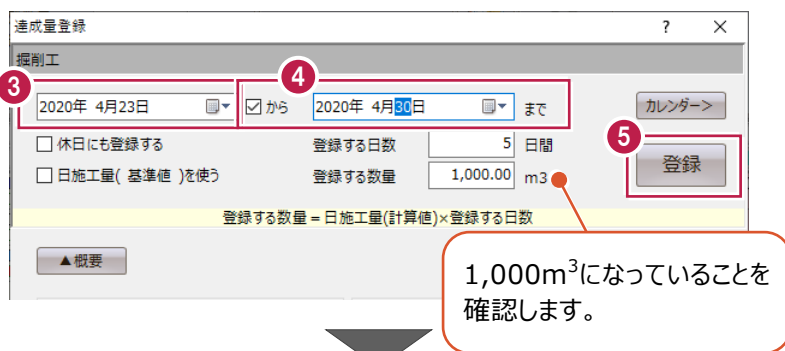 達成量登録 ? ×
掘削工
3 4
2020年 4月23日 から 2020年 4月30日 まで カレンダー>
休日にも登録する 登録する日数 5 日間 5
日施工量( 基準値 )を使う 登録する数量 1,000.00 m3 登録
登録する数量 = 日施工量(計算値)×登録する日数
▲概要
1,000m³になっていることを
確認します。